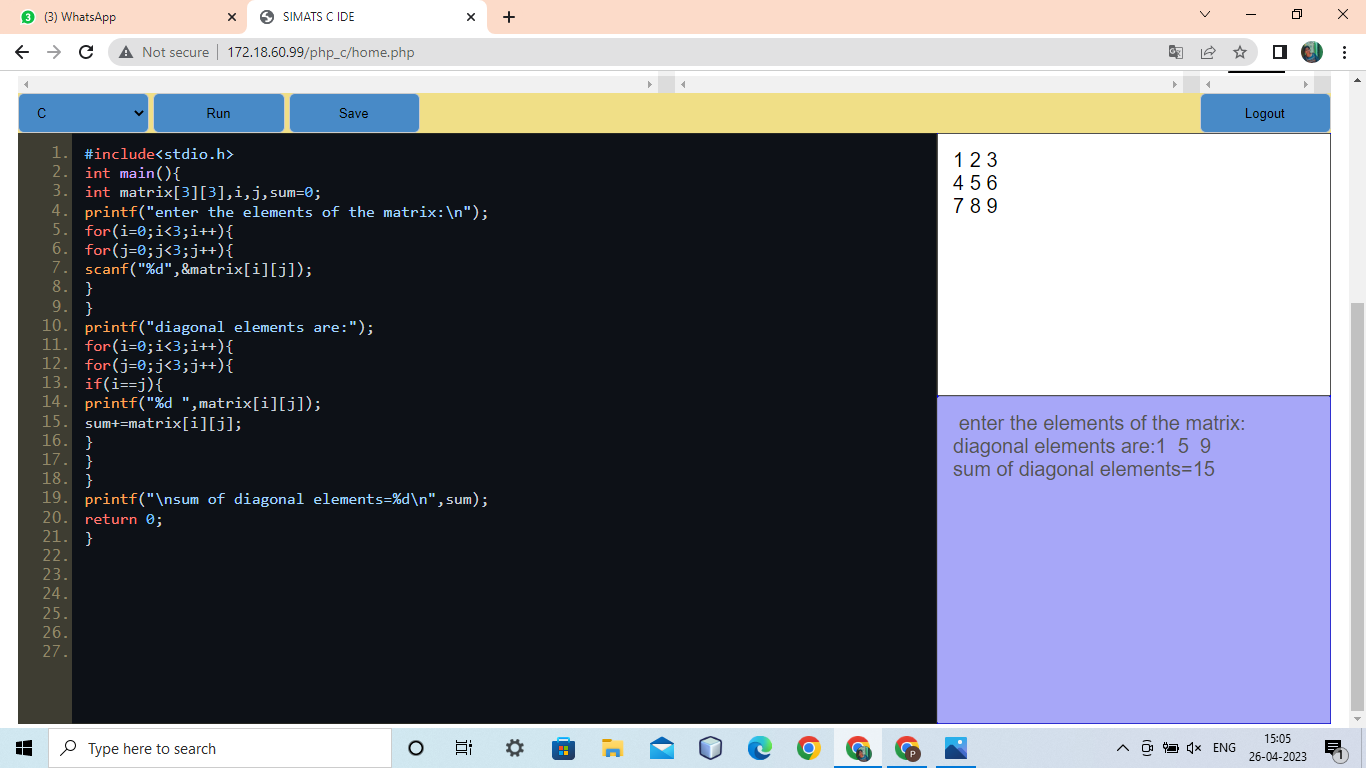 (3) WhatsApp
SIMATS C IDE
Not secure
172.18.60.99/php_c/home.php
C
Run
Save
Logout
1. #include<stdio.h>
2. int main(){
3. int matrix[3][3],i,j,sum=0;
4. printf("enter the elements of the matrix:\n");
5. for(i=0;i<3;i++){
6. for(j=0;j<3;j++){
7. scanf("%d",&matrix[i][j]);
8. }
9. }
10. printf("diagonal elements are:");
11. for(i=0;i<3;i++){
12. for(j=0;j<3;j++){
13. if(i==j){
14. printf("%d ",matrix[i][j]);
15. sum+=matrix[i][j];
16. }
17. }
18. }
19. printf("\nsum of diagonal elements=%d\n",sum);
20. return 0;
21. }
22.
23.
24.
25.
26.
27.
1 2 3
4 5 6
7 8 9
enter the elements of the matrix:
diagonal elements are:1 5 9
sum of diagonal elements=15
Type here to search
P
ENG
15:05
26-04-2023
1